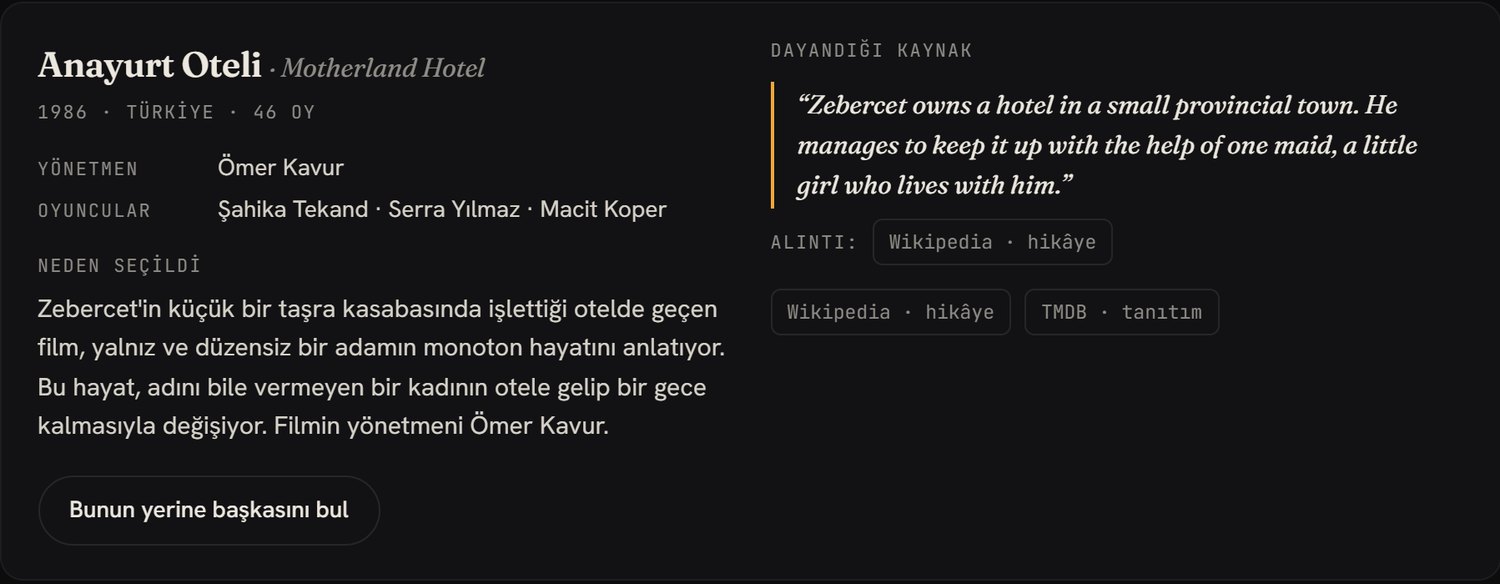 Anayurt Oteli · Motherland Hotel
1986 · TÜRKİYE · 46 OY
YÖNETMEN Ömer Kavur
OYUNCULAR Şahika Tekand · Serra Yılmaz · Macit Koper
NEDEN SEÇİLDİ
Zebercet'in küçük bir taşra kasabasında işlettiği otelde geçen
film, yalnız ve düzensiz bir adamın monoton hayatını anlatıyor.
Bu hayat, adını bile vermeyen bir kadının otele gelip bir gece
kalmasıyla değişiyor. Filmin yönetmeni Ömer Kavur.
Bunun yerine başkasını bul
DAYANDIĞI KAYNAK
“Zebercet owns a hotel in a small provincial town. He
manages to keep it up with the help of one maid, a little
girl who lives with him.”
ALINTI: Wikipedia · hikâye
Wikipedia · hikâye TMDB · tanıtım